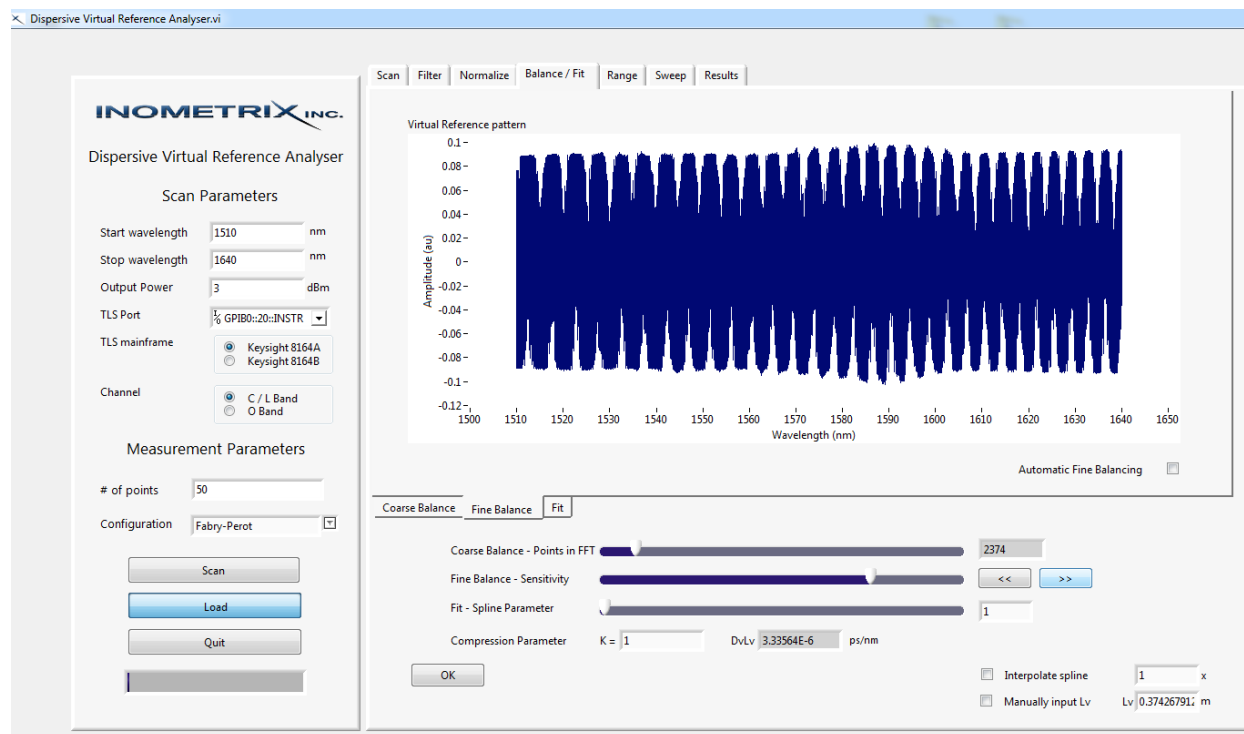 Dispersive Virtual Reference Analyser.vi
INOMETRIX INC.
Dispersive Virtual Reference Analyser
Scan Parameters
Start wavelength 1510 nm
Stop wavelength 1640 nm
Output Power 3 dBm
TLS Port GPIB0::20::INSTR
TLS mainframe Keysight 8164A
Keysight 8164B
Channel C / L Band
O Band
Measurement Parameters
# of points 50
Configuration Fabry-Perot
Scan
Load
Quit
Scan Filter Normalize Balance / Fit Range Sweep Results
Virtual Reference pattern
Amplitude (au)
0.1
0.08
0.06
0.04
0.02
0
-0.02
-0.04
-0.06
-0.08
-0.1
-0.12
1500 1510 1520 1530 1540 1550 1560 1570 1580 1590 1600 1610 1620 1630 1640 1650
Wavelength (nm)
Automatic Fine Balancing
Coarse Balance Fine Balance Fit
Coarse Balance - Points in FFT 2374
Fine Balance - Sensitivity << >>
Fit - Spline Parameter 1
Compression Parameter K = 1 DvLv 3.33564E-6 ps/nm
OK
Interpolate spline 1 x
Manually input Lv Lv 0.374267912 m